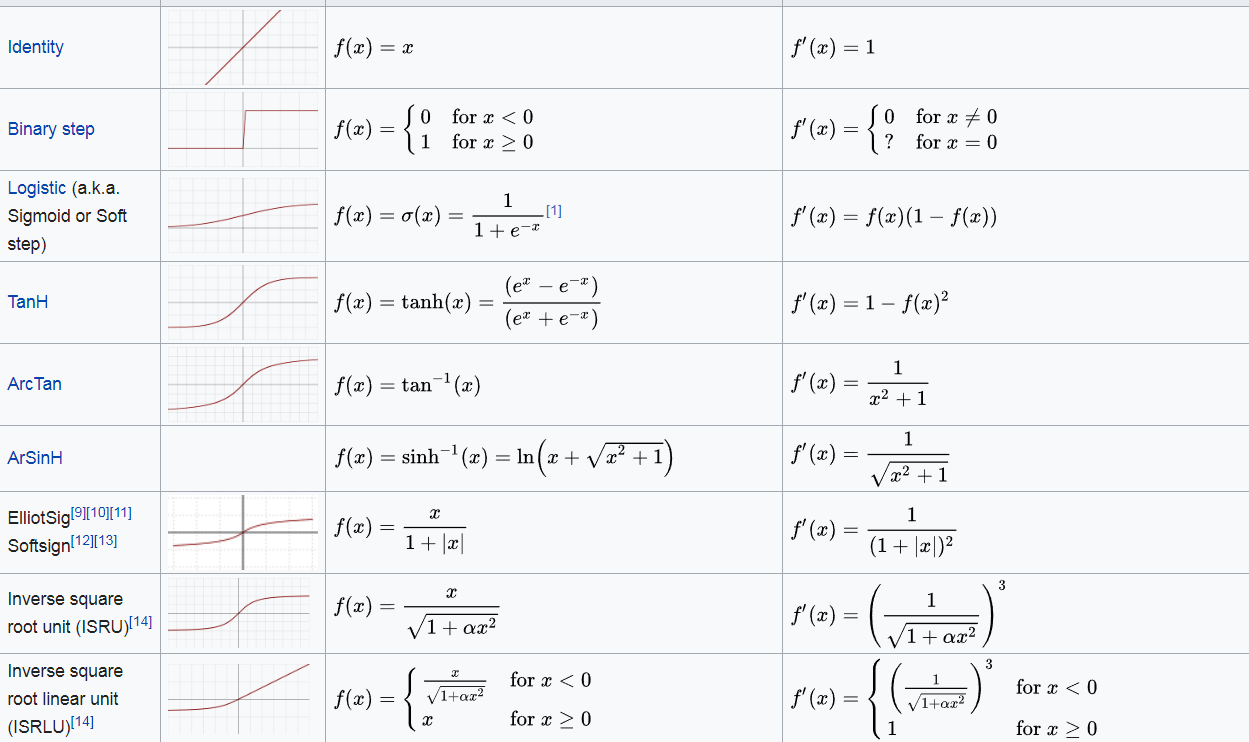 Identity f(x) = x f′(x) = 1
Binary step f(x) = { 0 for x < 0 f′(x) = { 0 for x ≠ 0
1 for x ≥ 0 ? for x = 0
Logistic (a.k.a.
Sigmoid or Soft
step) f(x) = σ(x) = 1 / (1 + e^−x) [1] f′(x) = f(x)(1 − f(x))
TanH f(x) = tanh(x) = (e^x − e^−x) / (e^x + e^−x) f′(x) = 1 − f(x)^2
ArcTan f(x) = tan^−1(x) f′(x) = 1 / (x^2 + 1)
ArSinH f(x) = sinh^−1(x) = ln(x + √(x^2 + 1)) f′(x) = 1 / √(x^2 + 1)
ElliotSig[9][10][11]
Softsign[12][13] f(x) = x / (1 + |x|) f′(x) = 1 / (1 + |x|)^2
Inverse square
root unit (ISRU)[14] f(x) = x / √(1 + αx^2) f′(x) = (1 / √(1 + αx^2))^3
Inverse square
root linear unit
(ISRLU)[14] f(x) = { x / √(1+αx^2) for x < 0 f′(x) = { (1 / √(1+αx^2))^3 for x < 0
x for x ≥ 0 1 for x ≥ 0